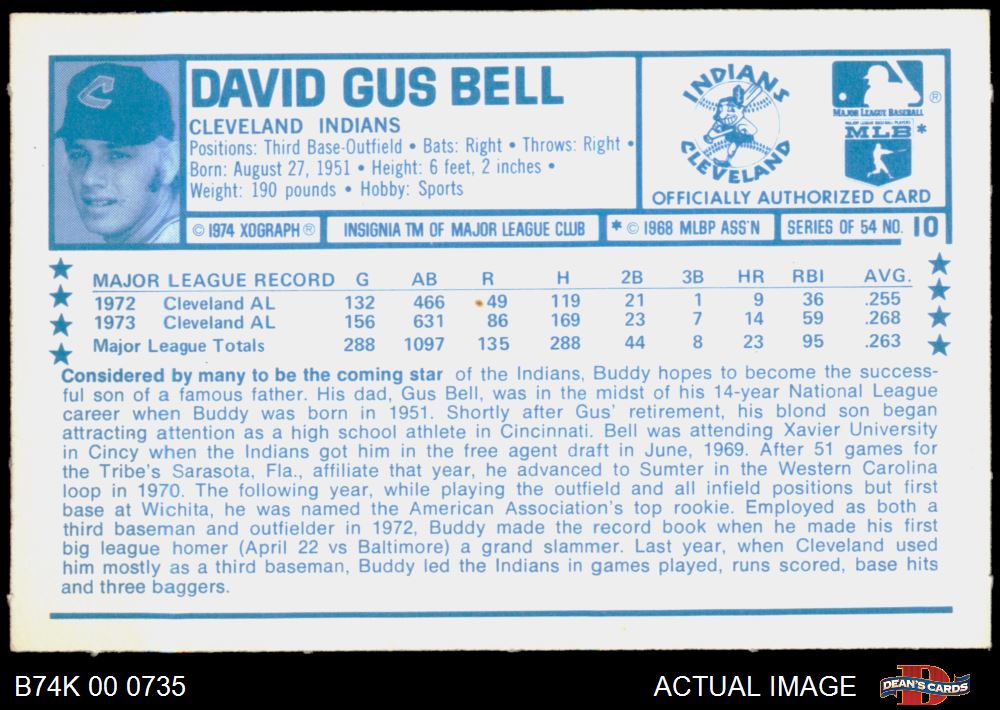 DAVID GUS BELL
CLEVELAND INDIANS
Positions: Third Base-Outfield • Bats: Right • Throws: Right •
Born: August 27, 1951 • Height: 6 feet, 2 inches •
Weight: 190 pounds • Hobby: Sports
C
INDIANS
CLEVELAND
®
MAJOR LEAGUE BASEBALL
MAJOR LEAGUE BASEBALL PLAYERS
MLB*
OFFICIALLY AUTHORIZED CARD
© 1974 XOGRAPH ® INSIGNIA TM OF MAJOR LEAGUE CLUB * © 1968 MLBP ASS'N SERIES OF 54 NO. 10
MAJOR LEAGUE RECORD G AB R H 2B 3B HR RBI AVG.
1972 Cleveland AL 132 466 49 119 21 1 9 36 .255
1973 Cleveland AL 156 631 86 169 23 7 14 59 .268
Major League Totals 288 1097 135 288 44 8 23 95 .263
Considered by many to be the coming star of the Indians, Buddy hopes to become the success-
ful son of a famous father. His dad, Gus Bell, was in the midst of his 14-year National League
career when Buddy was born in 1951. Shortly after Gus' retirement, his blond son began
attracting attention as a high school athlete in Cincinnati. Bell was attending Xavier University
in Cincy when the Indians got him in the free agent draft in June, 1969. After 51 games for
the Tribe's Sarasota, Fla., affiliate that year, he advanced to Sumter in the Western Carolina
loop in 1970. The following year, while playing the outfield and all infield positions but first
base at Wichita, he was named the American Association's top rookie. Employed as both a
third baseman and outfielder in 1972, Buddy made the record book when he made his first
big league homer (April 22 vs Baltimore) a grand slammer. Last year, when Cleveland used
him mostly as a third baseman, Buddy led the Indians in games played, runs scored, base hits
and three baggers.
B74K 00 0735
ACTUAL IMAGE
D
DEAN'S CARDS